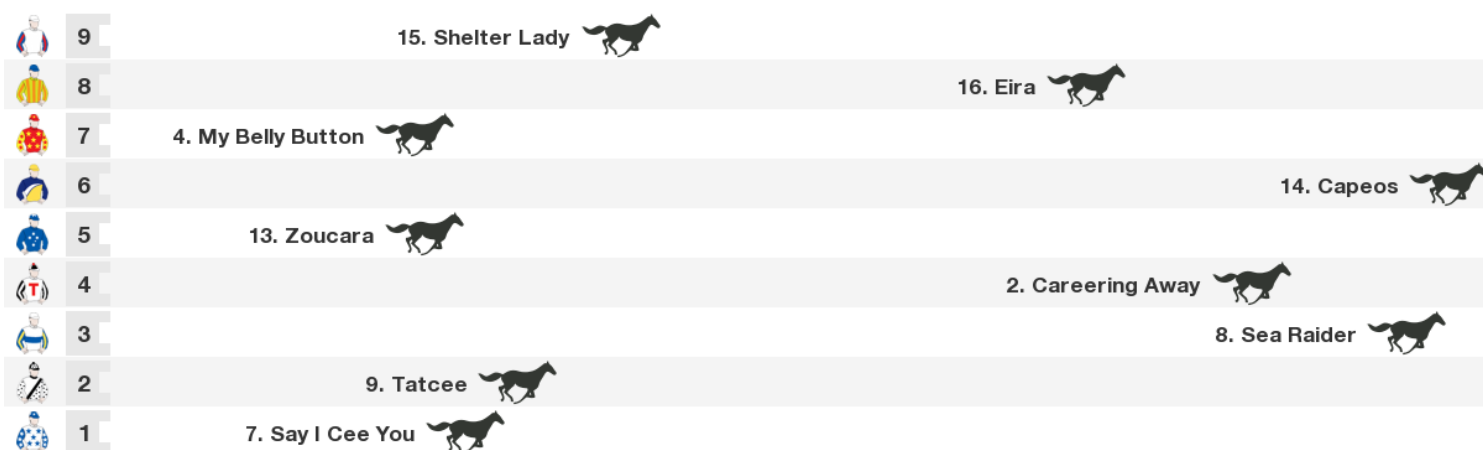 9 15. Shelter Lady
8 16. Eira
7 4. My Belly Button
6 14. Capeos
5 13. Zoucara
T 4 2. Careering Away
3 8. Sea Raider
2 9. Tatcee
1 7. Say I Cee You